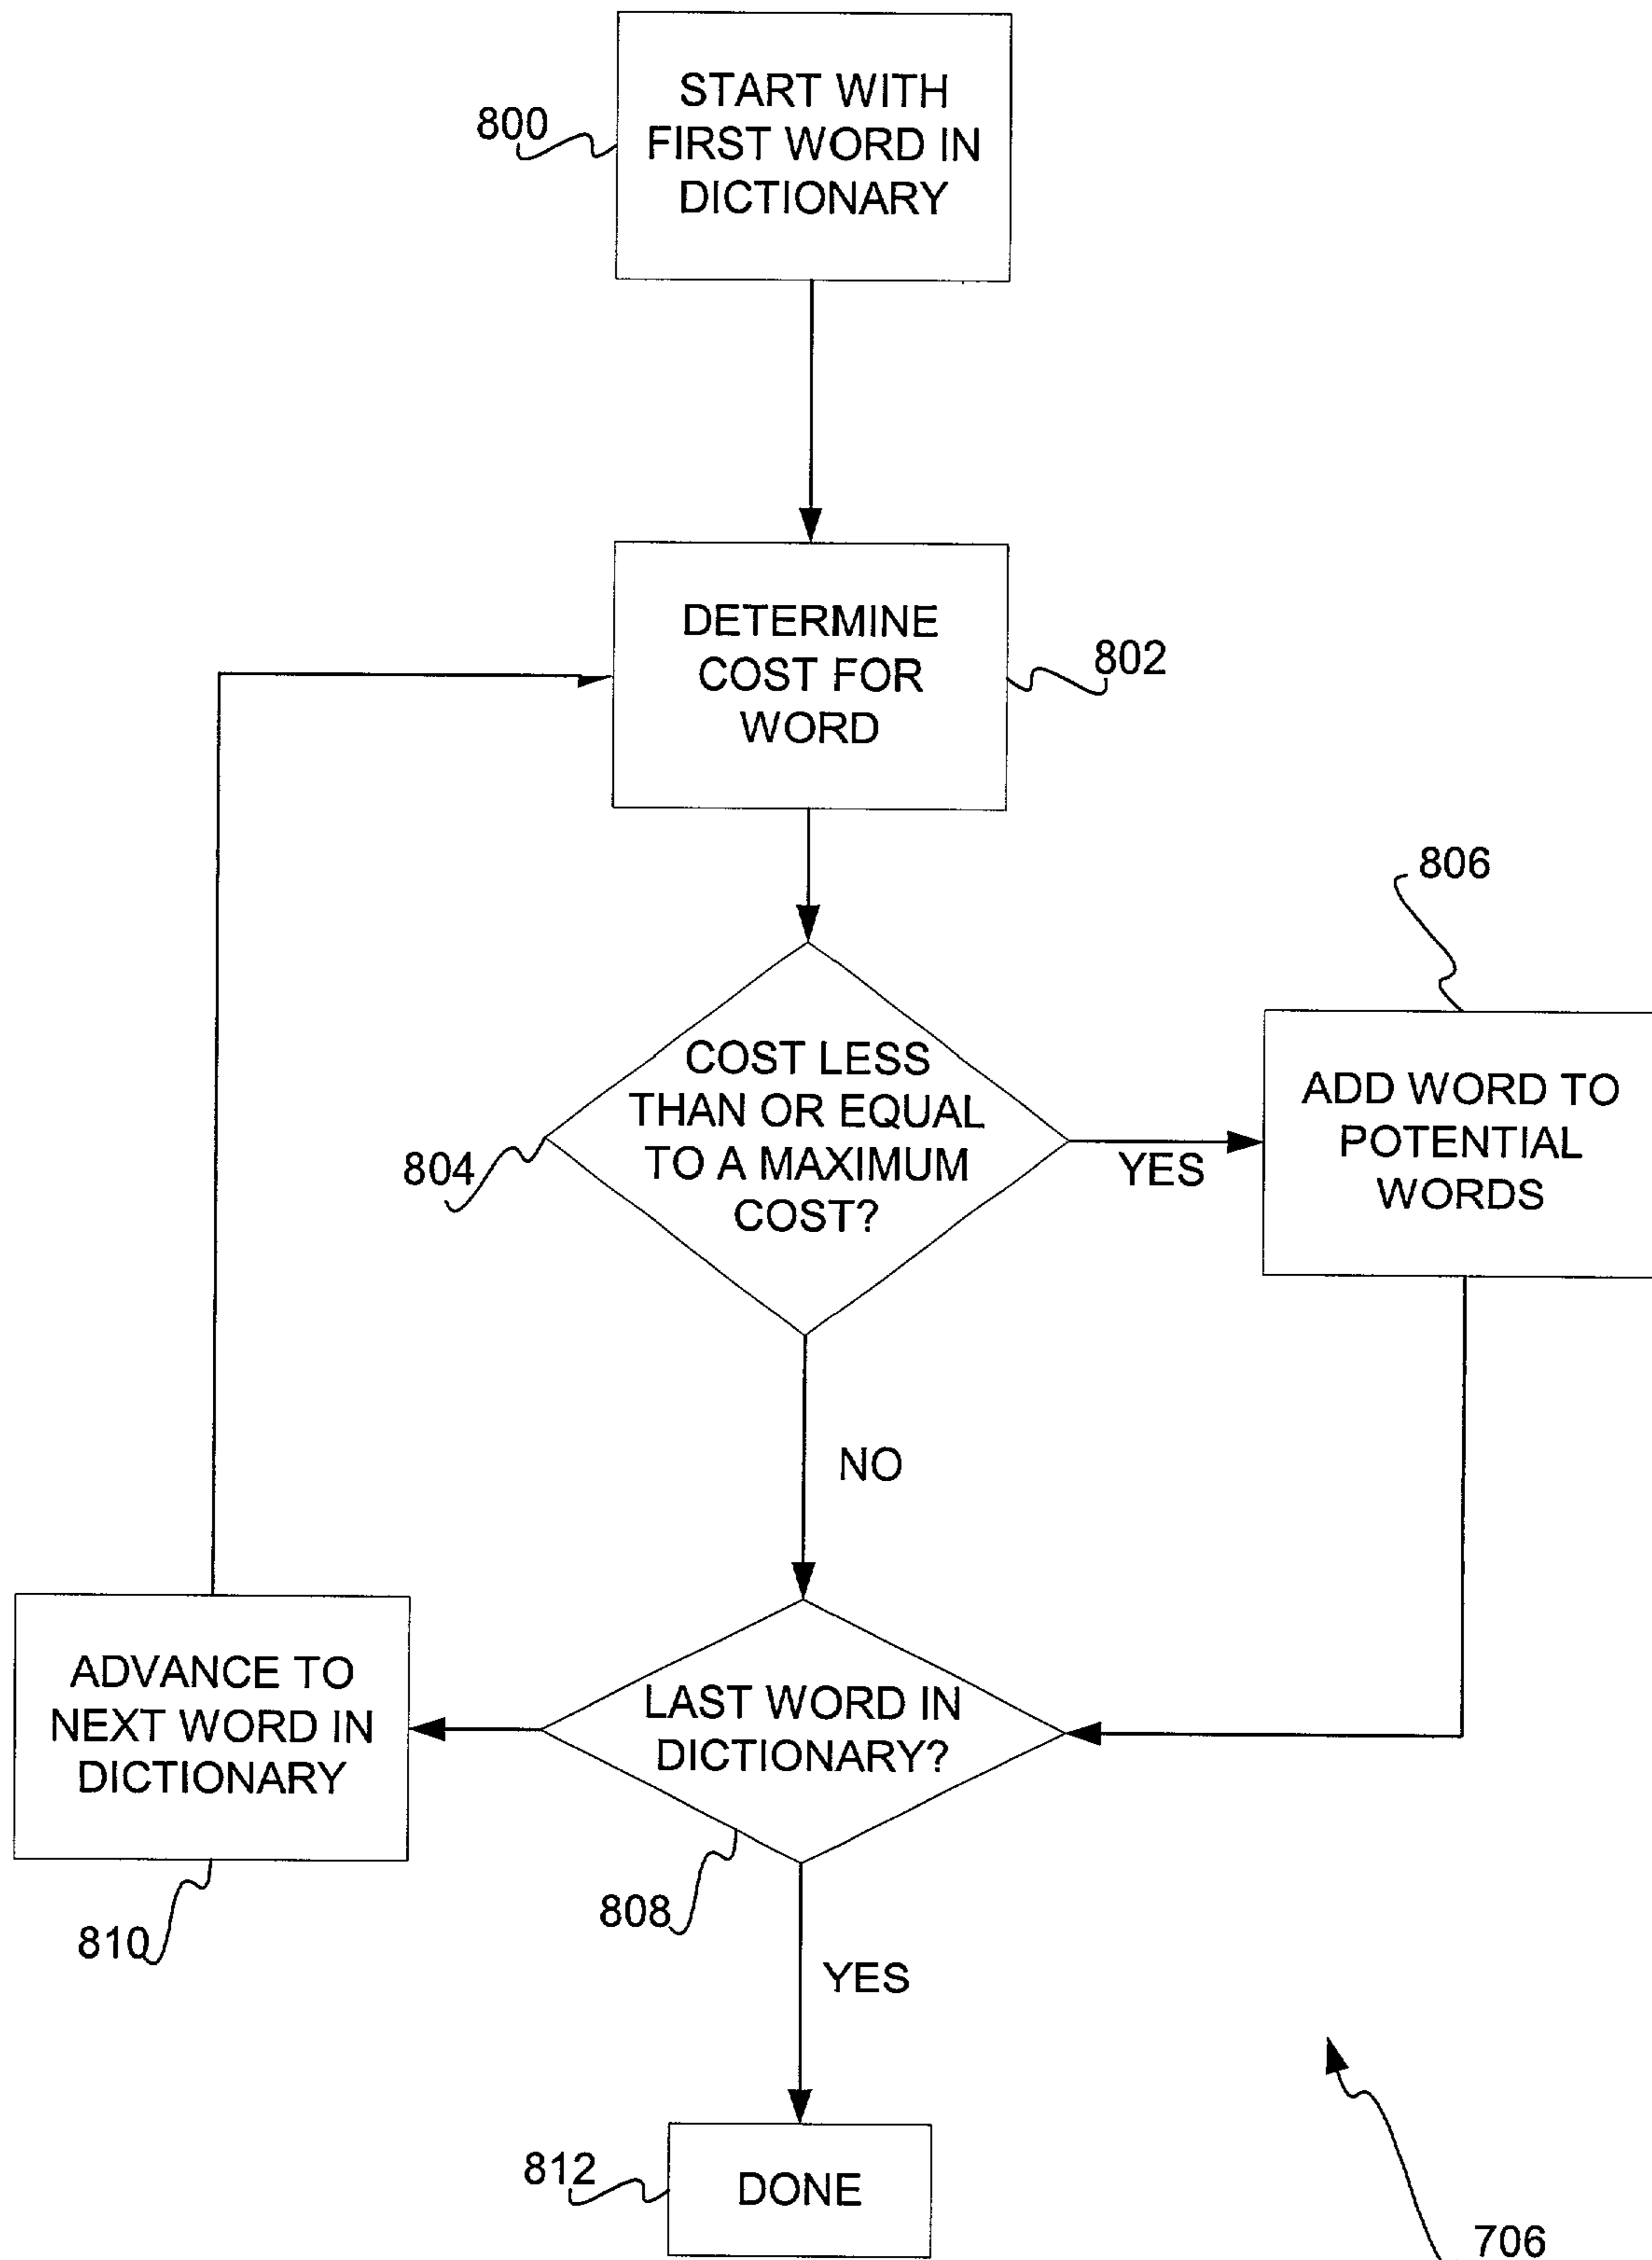 800
START WITH
FIRST WORD IN
DICTIONARY
DETERMINE
COST FOR
WORD
802
806
COST LESS
THAN OR EQUAL
TO A MAXIMUM
COST?
804
YES
ADD WORD TO
POTENTIAL
WORDS
NO
ADVANCE TO
NEXT WORD IN
DICTIONARY
LAST WORD IN
DICTIONARY?
808
810
YES
812
DONE
706